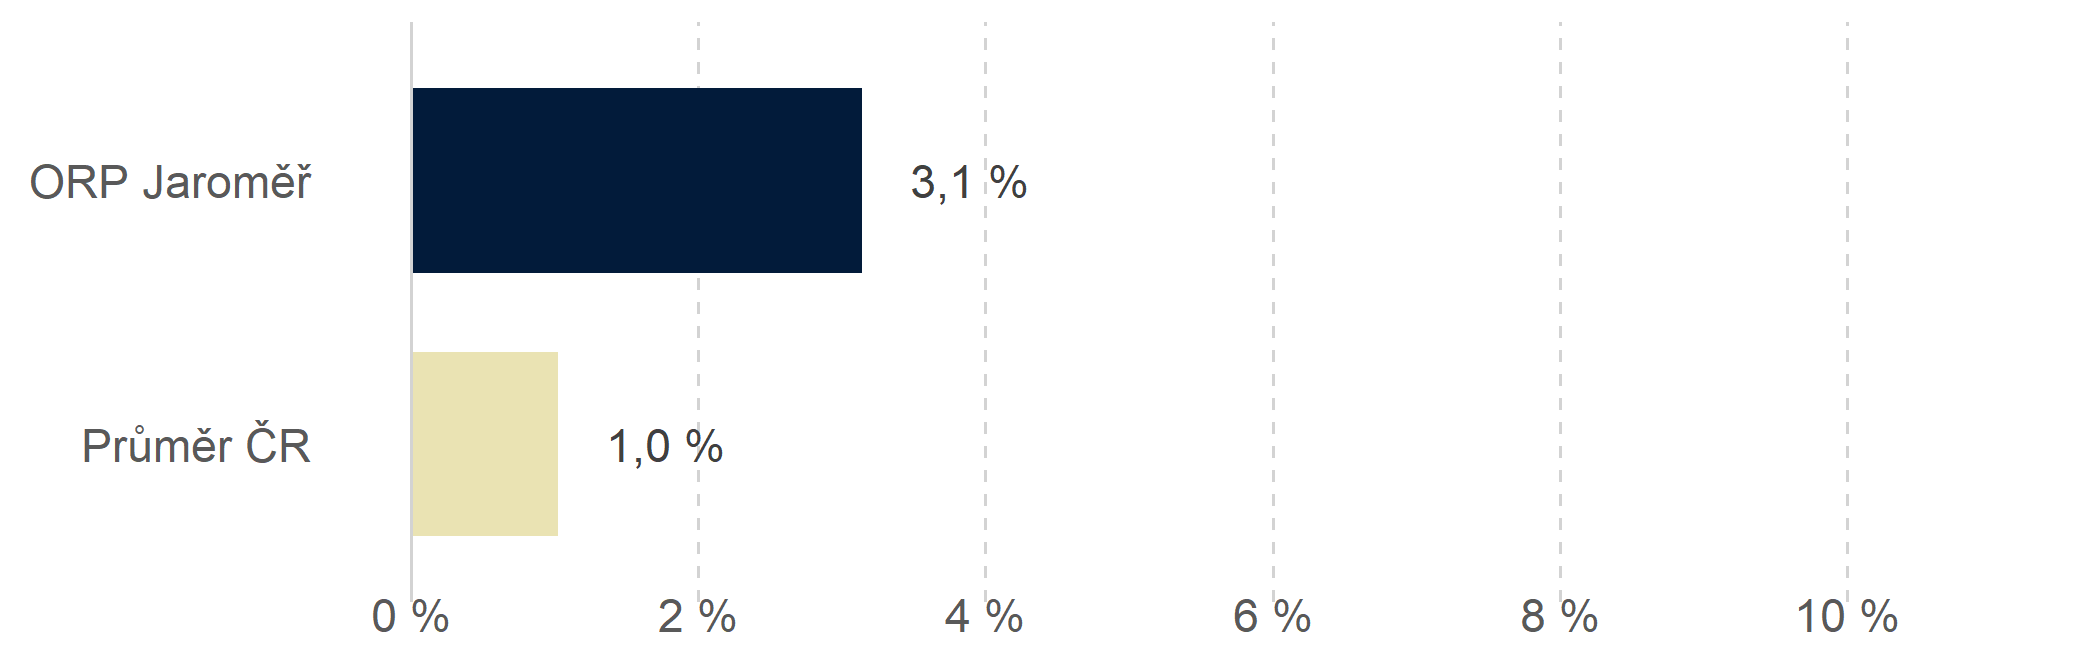 ORP Jaroměř
3,1 %
Průměr ČR
1,0 %
0 % 2 % 4 % 6 % 8 % 10 %